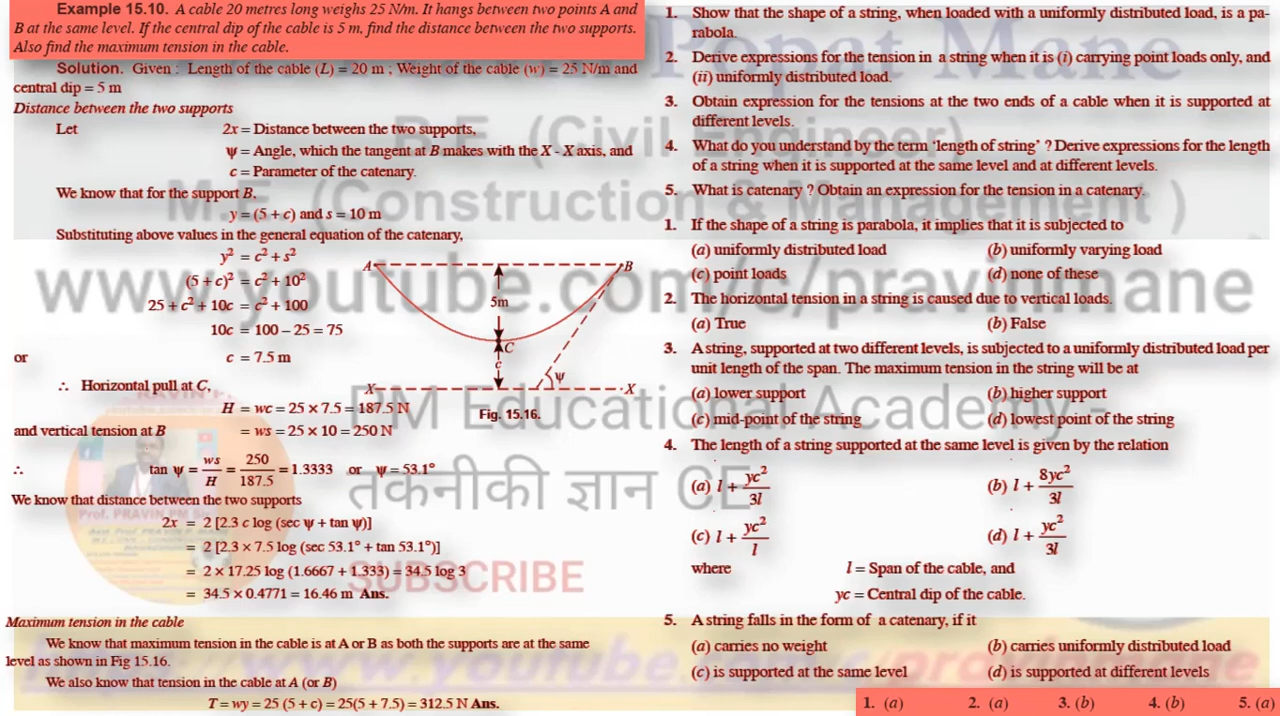 Example 15.10. A cable 20 metres long weighs 25 N/m. It hangs between two points A and
B at the same level. If the central dip of the cable is 5 m, find the distance between the two supports.
Also find the maximum tension in the cable.
Solution. Given : Length of the cable (L) = 20 m ; Weight of the cable (w) = 25 N/m and
central dip = 5 m
Distance between the two supports
Let 2x = Distance between the two supports,
ψ = Angle, which the tangent at B makes with the X - X axis, and
c = Parameter of the catenary.
We know that for the support B,
y = (5 + c) and s = 10 m
Substituting above values in the general equation of the catenary,
y² = c² + s²
(5 + c)² = c² + 10²
25 + c² + 10c = c² + 100
10c = 100 – 25 = 75
or c = 7.5 m
∴ Horizontal pull at C,
H = wc = 25 × 7.5 = 187.5 N
and vertical tension at B = ws = 25 × 10 = 250 N
∴ tan ψ = ws/H = 250/187.5 = 1.3333 or ψ = 53.1°
We know that distance between the two supports
2x = 2 [2.3 c log (sec ψ + tan ψ)]
= 2 [2.3 × 7.5 log (sec 53.1° + tan 53.1°)]
= 2 × 17.25 log (1.6667 + 1.333) = 34.5 log 3
= 34.5 × 0.4771 = 16.46 m Ans.
Maximum tension in the cable
We know that maximum tension in the cable is at A or B as both the supports are at the same
level as shown in Fig 15.16.
We also know that tension in the cable at A (or B)
T = wy = 25 (5 + c) = 25(5 + 7.5) = 312.5 N Ans.
A B
5m
C
c
ψ
X X
Fig. 15.16.
1. Show that the shape of a string, when loaded with a uniformly distributed load, is a pa-
rabola.
2. Derive expressions for the tension in a string when it is (i) carrying point loads only, and
(ii) uniformly distributed load.
3. Obtain expression for the tensions at the two ends of a cable when it is supported at
different levels.
4. What do you understand by the term ‘length of string’ ? Derive expressions for the length
of a string when it is supported at the same level and at different levels.
5. What is catenary ? Obtain an expression for the tension in a catenary.
1. If the shape of a string is parabola, it implies that it is subjected to
(a) uniformly distributed load (b) uniformly varying load
(c) point loads (d) none of these
2. The horizontal tension in a string is caused due to vertical loads.
(a) True (b) False
3. A string, supported at two different levels, is subjected to a uniformly distributed load per
unit length of the span. The maximum tension in the string will be at
(a) lower support (b) higher support
(c) mid-point of the string (d) lowest point of the string
4. The length of a string supported at the same level is given by the relation
(a) l + yc²/3l (b) l + 8yc²/3l
(c) l + yc²/l (d) l + yc²/3l
where l = Span of the cable, and
yc = Central dip of the cable.
5. A string falls in the form of a catenary, if it
(a) carries no weight (b) carries uniformly distributed load
(c) is supported at the same level (d) is supported at different levels
1. (a) 2. (a) 3. (b) 4. (b) 5. (a)
Popat Mane
B.E. (Civil Engineer)
M.E. (Construction & Management )
www.youtube.com/c/pravinmane
PM Educational Academy -
तकनीकी ज्ञान CE
SUBSCRIBE